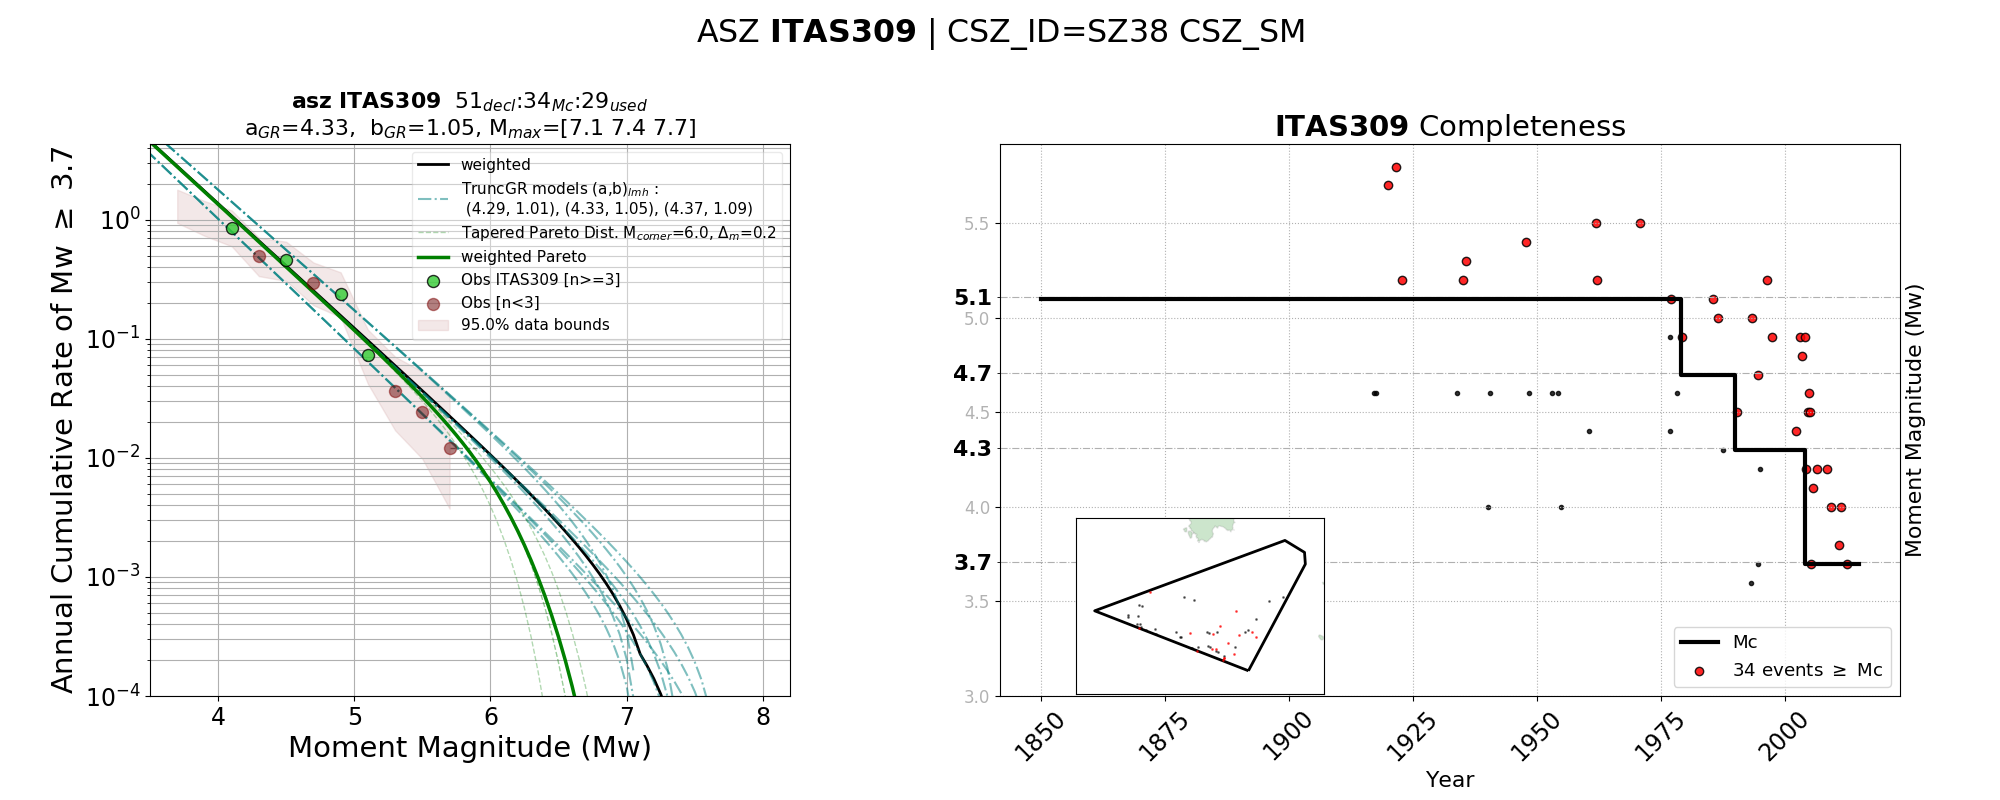 ASZ ITAS309 | CSZ_ID=SZ38 CSZ_SM
asz ITAS309 51decl:34Mc:29used
aGR=4.33, bGR=1.05, Mmax=[7.1 7.4 7.7]
Annual Cumulative Rate of Mw ≥ 3.7
10^0
10^−1
10^−2
10^−3
10^−4
weighted
TruncGR models (a,b)lmh :
(4.29, 1.01), (4.33, 1.05), (4.37, 1.09)
Tapered Pareto Dist. Mcorner=6.0, Δm=0.2
weighted Pareto
Obs ITAS309 [n>=3]
Obs [n<3]
95.0% data bounds
4 5 6 7 8
Moment Magnitude (Mw)
ITAS309 Completeness
5.5
5.1
5.0
4.7
4.5
4.3
4.0
3.7
3.5
3.0
Moment Magnitude (Mw)
Mc
34 events ≥ Mc
1850 1875 1900 1925 1950 1975 2000
Year